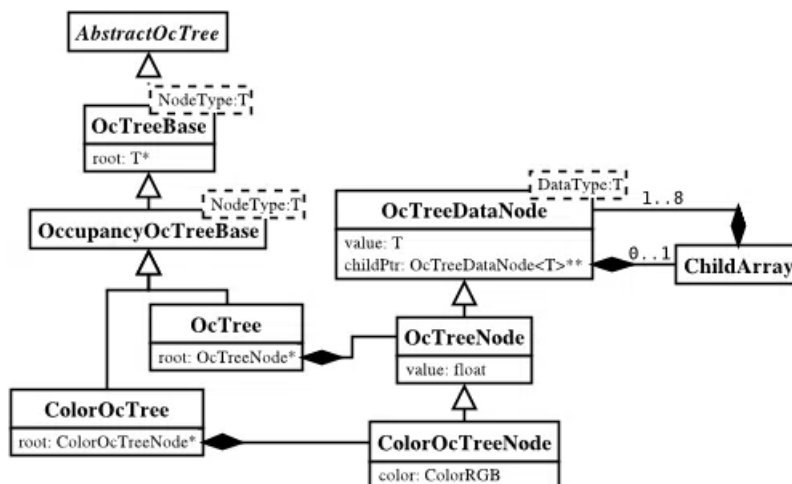 AbstractOcTree
NodeType:T
OcTreeBase
root: T*
NodeType:T
OccupancyOcTreeBase
DataType:T
OcTreeDataNode
value: T
childPtr: OcTreeDataNode<T>**
1..8
0..1
ChildArray
OcTree
root: OcTreeNode*
OcTreeNode
value: float
ColorOcTree
root: ColorOcTreeNode*
ColorOcTreeNode
color: ColorRGB